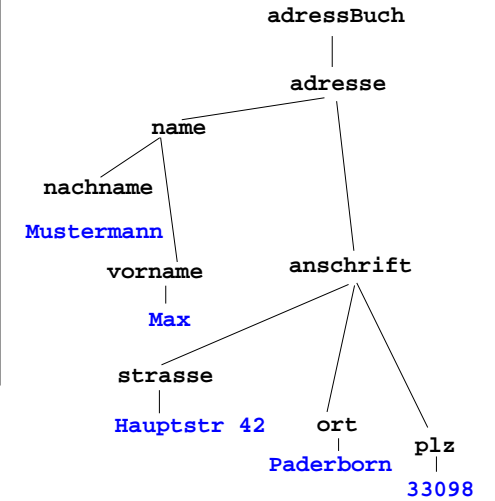 adressBuch
adresse
name
nachname
Mustermann
vorname
anschrift
Max
strasse
Hauptstr 42
ort
plz
Paderborn
33098